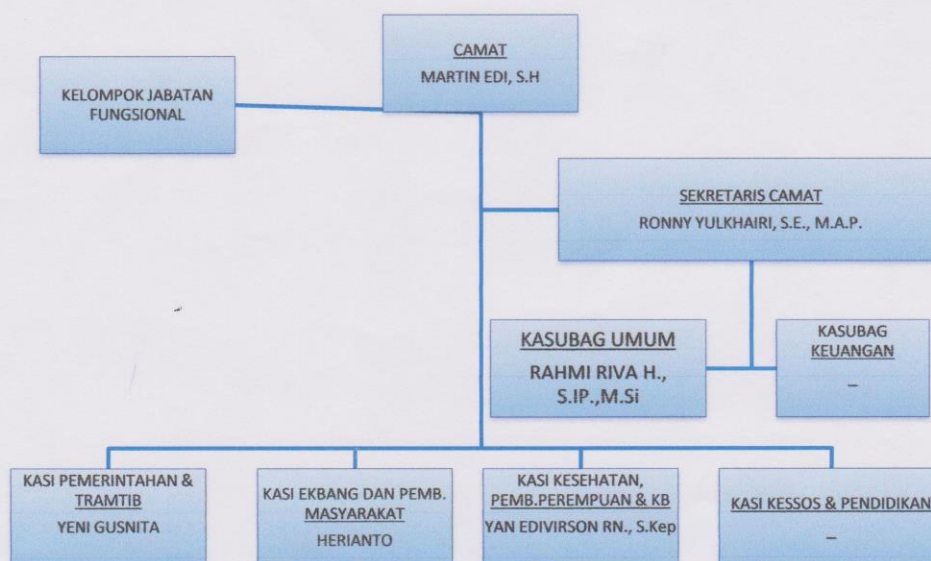 CAMAT
MARTIN EDI, S.H
KELOMPOK JABATAN
FUNGSIONAL
SEKRETARIS CAMAT
RONNY YULKHAIRI, S.E., M.A.P.
KASUBAG UMUM
RAHMI RIVA H.,
S.IP.,M.Si
KASUBAG
KEUANGAN
–
KASI PEMERINTAHAN &
TRAMTIB
YENI GUSNITA
KASI EKBANG DAN PEMB.
MASYARAKAT
HERIANTO
KASI KESEHATAN,
PEMB.PEREMPUAN & KB
YAN EDIVIRSON RN., S.Kep
KASI KESSOS & PENDIDIKAN
–